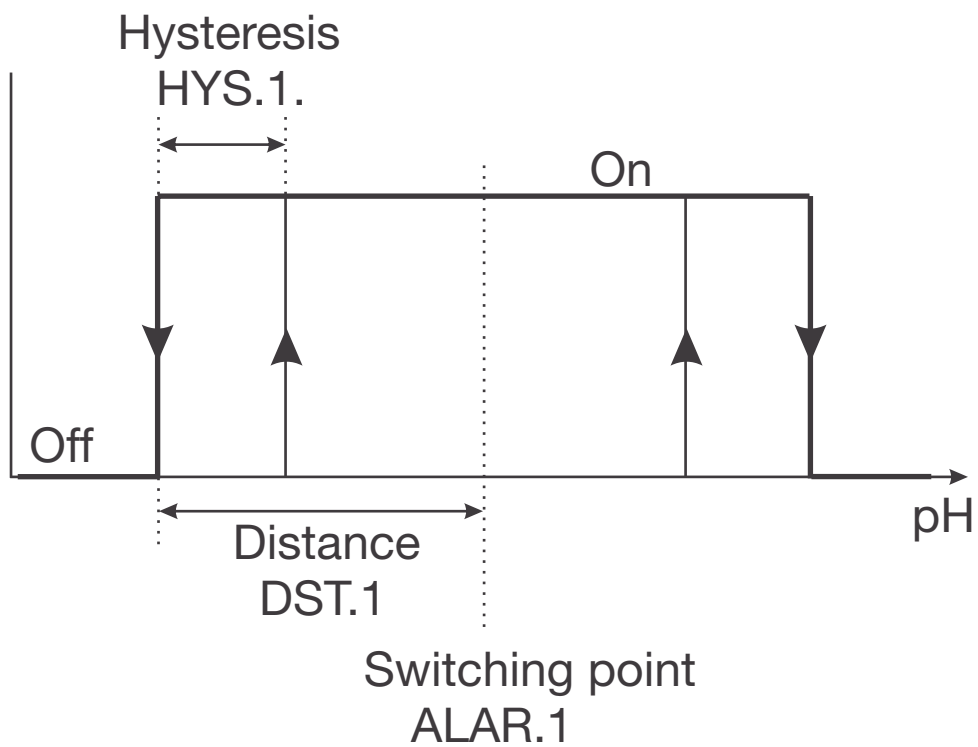 Hysteresis
HYS.1.
On
Off
pH
Distance
DST.1
Switching point
ALAR.1